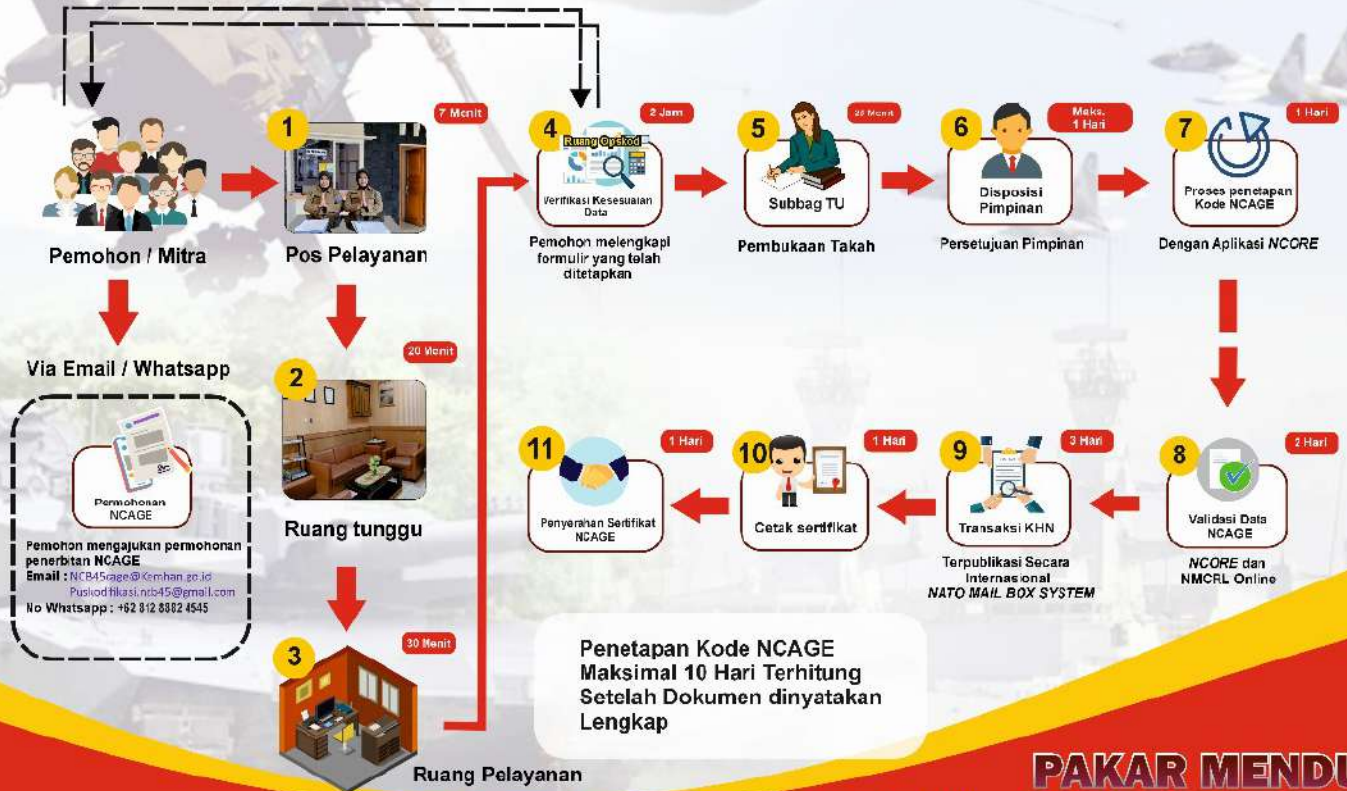 1
7 Menit
4
2 Jam
Ruang Opskod
Verifikasi Kesesuaian
Data
Pemohon melengkapi
formulir yang telah
ditetapkan
5
Menit
Subbag TU
Pembukaan Takah
6
Maks.
1 Hari
Disposisi
Pimpinan
Persetujuan Pimpinan
7
1 Hari
Proses penetapan
Kode NCAGE
Dengan Aplikasi NCORE
Pemohon / Mitra
Pos Pelayanan
Via Email / Whatsapp
Permohonan
NCAGE
Pemohon mengajukan permohonan
penerbitan NCAGE
Email : NCB45cage@Kemhan.go.id
Puskodifikasi.ncb45@gmail.com
No Whatsapp : +62 812 8882 4545
2
20 Menit
Ruang tunggu
3
30 Menit
Ruang Pelayanan
11
1 Hari
Penyerahan Sertifikat
NCAGE
10
1 Hari
Cetak sertifikat
9
3 Hari
Transaksi KHN
Terpublikasi Secara
Internasional
NATO MAIL BOX SYSTEM
8
2 Hari
Validasi Data
NCAGE
NCORE dan
NMCRL Online
Penetapan Kode NCAGE
Maksimal 10 Hari Terhitung
Setelah Dokumen dinyatakan
Lengkap
PAKAR MENDU